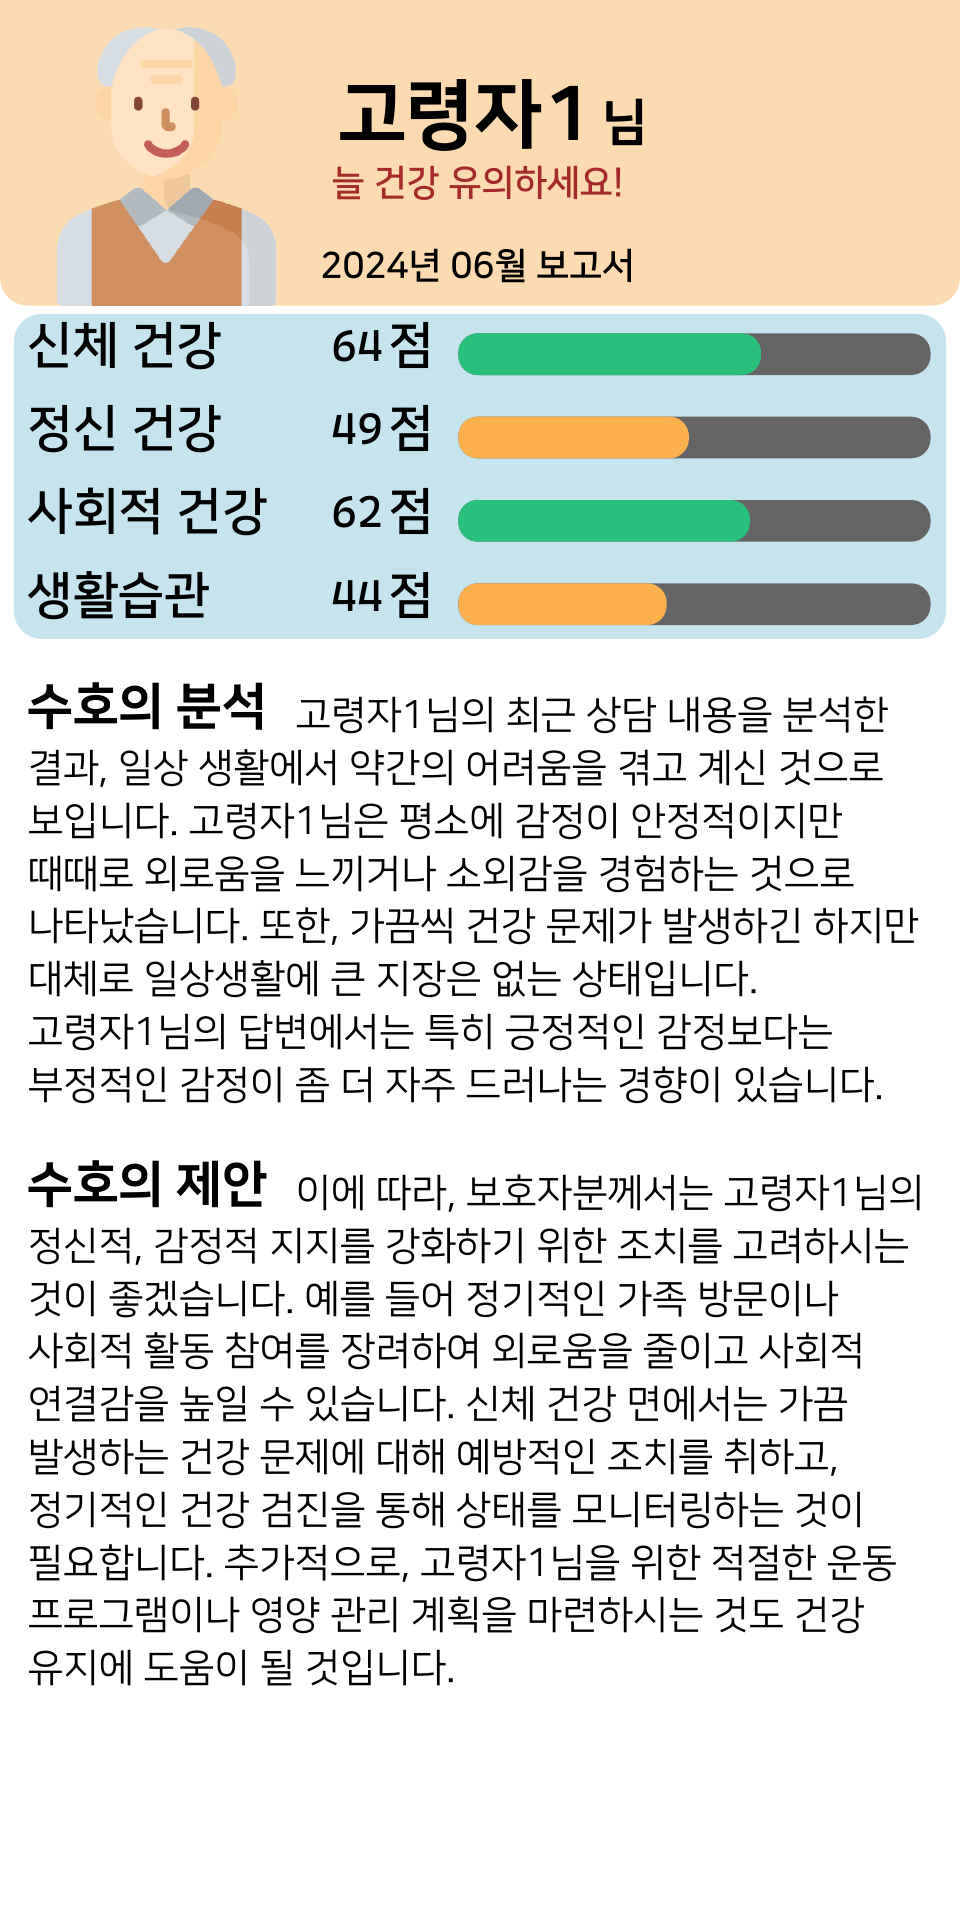 고령자1 님
늘 건강 유의하세요!
2024년 06월 보고서
신체 건강 64점
정신 건강 49점
사회적 건강 62점
생활습관 44점
수호의 분석 고령자1님의 최근 상담 내용을 분석한
결과, 일상 생활에서 약간의 어려움을 겪고 계신 것으로
보입니다. 고령자1님은 평소에 감정이 안정적이지만
때때로 외로움을 느끼거나 소외감을 경험하는 것으로
나타났습니다. 또한, 가끔씩 건강 문제가 발생하긴 하지만
대체로 일상생활에 큰 지장은 없는 상태입니다.
고령자1님의 답변에서는 특히 긍정적인 감정보다는
부정적인 감정이 좀 더 자주 드러나는 경향이 있습니다.
수호의 제안 이에 따라, 보호자분께서는 고령자1님의
정신적, 감정적 지지를 강화하기 위한 조치를 고려하시는
것이 좋겠습니다. 예를 들어 정기적인 가족 방문이나
사회적 활동 참여를 장려하여 외로움을 줄이고 사회적
연결감을 높일 수 있습니다. 신체 건강 면에서는 가끔
발생하는 건강 문제에 대해 예방적인 조치를 취하고,
정기적인 건강 검진을 통해 상태를 모니터링하는 것이
필요합니다. 추가적으로, 고령자1님을 위한 적절한 운동
프로그램이나 영양 관리 계획을 마련하시는 것도 건강
유지에 도움이 될 것입니다.